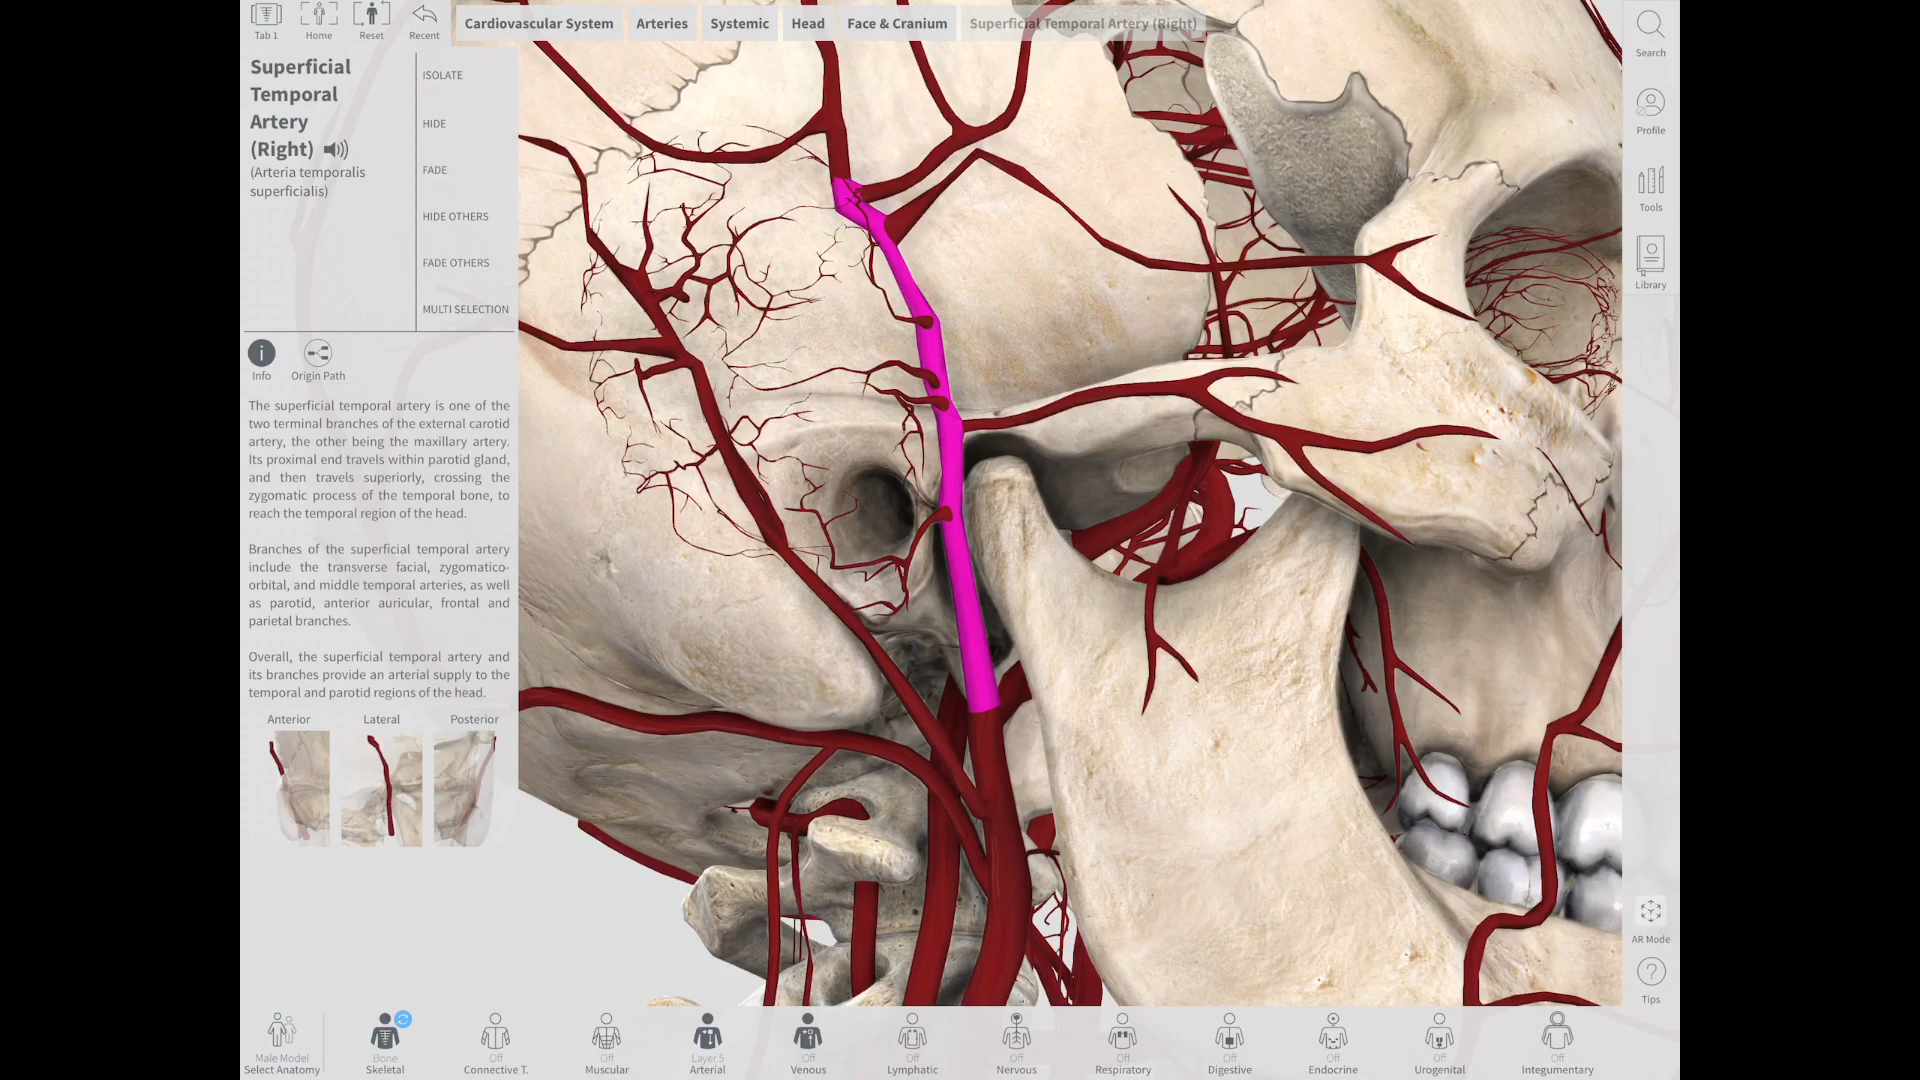 Tab 1
Home
Reset
Recent
Cardiovascular System
Arteries
Systemic
Head
Face & Cranium
Superficial Temporal Artery (Right)
Superficial
Temporal
Artery
(Right)
(Arteria temporalis
superficialis)
ISOLATE
HIDE
FADE
HIDE OTHERS
FADE OTHERS
MULTI SELECTION
i
Info
Origin Path
The superficial temporal artery is one of the
two terminal branches of the external carotid
artery, the other being the maxillary artery.
Its proximal end travels within parotid gland,
and then travels superiorly, crossing the
zygomatic process of the temporal bone, to
reach the temporal region of the head.
Branches of the superficial temporal artery
include the transverse facial, zygomatico-
orbital, and middle temporal arteries, as well
as parotid, anterior auricular, frontal and
parietal branches.
Overall, the superficial temporal artery and
its branches provide an arterial supply to the
temporal and parotid regions of the head.
Anterior
Lateral
Posterior
Search
Profile
Tools
Library
AR Mode
?
Tips
Male Model
Select Anatomy
Bone
Skeletal
Off
Connective T.
Off
Muscular
Layer 5
Arterial
Off
Venous
Off
Lymphatic
Off
Nervous
Off
Respiratory
Off
Digestive
Off
Endocrine
Off
Urogenital
Off
Integumentary